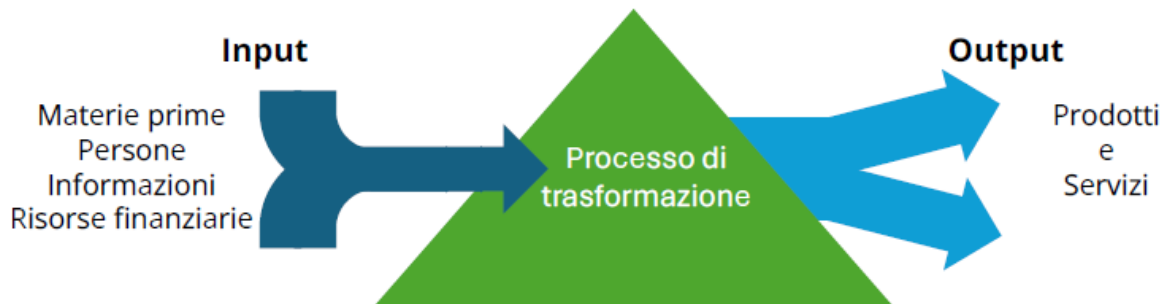 Input
Materie prime
Persone
Informazioni
Risorse finanziarie
Processo di
trasformazione
Output
Prodotti
e
Servizi